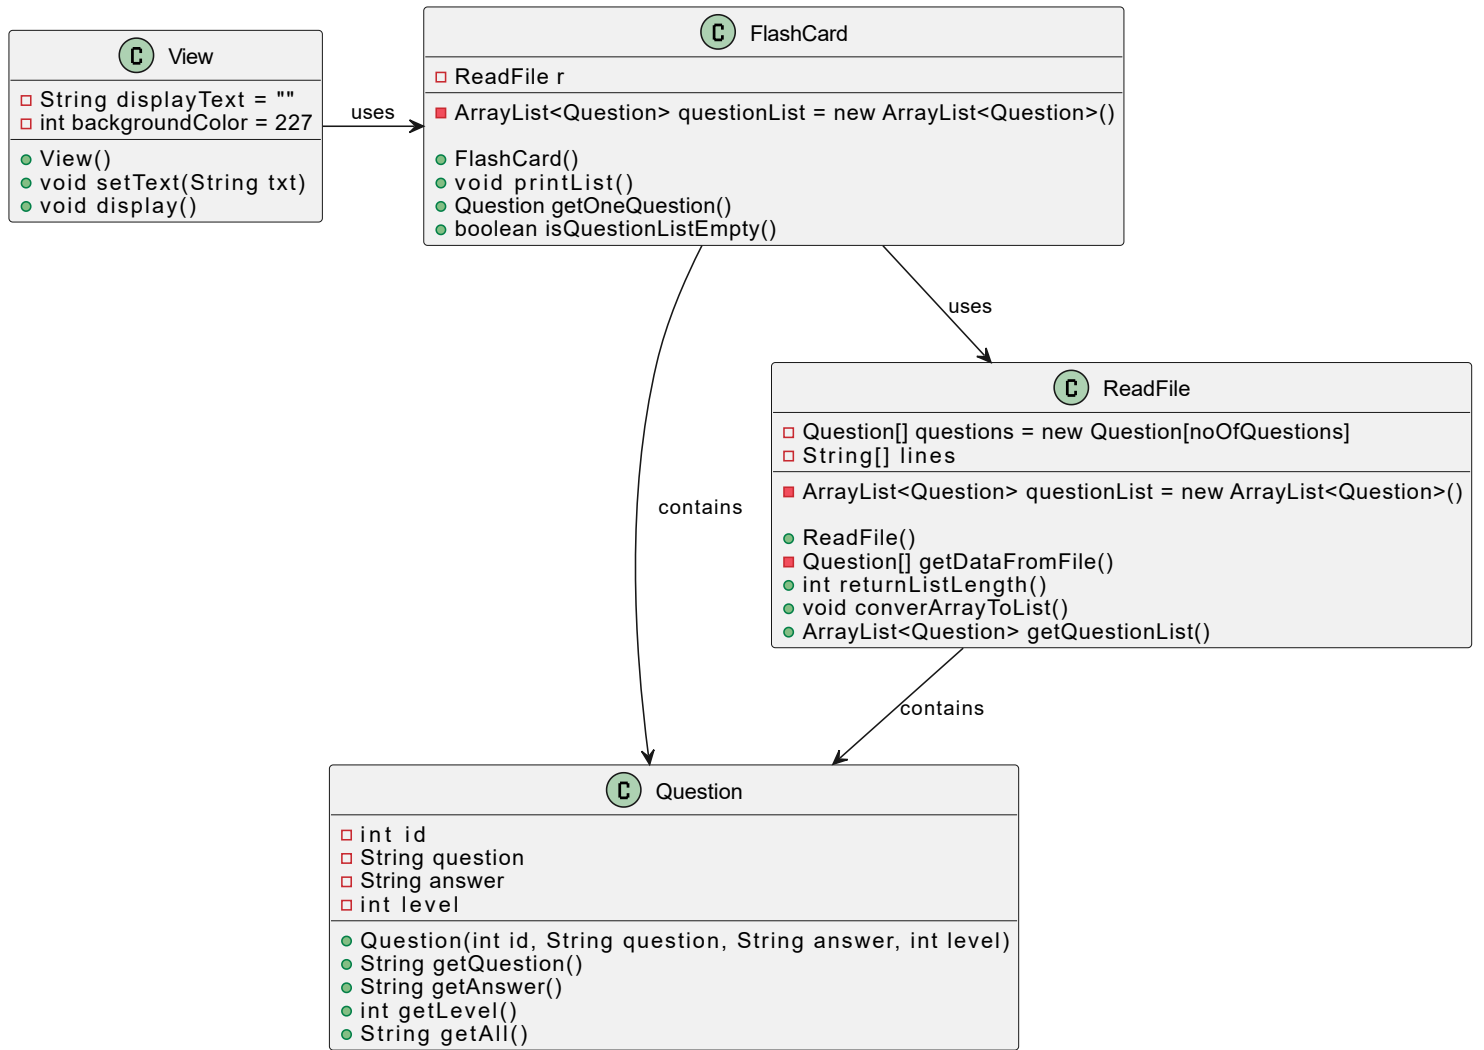 C View
String displayText = ""
int backgroundColor = 227
View()
void setText(String txt)
void display()
uses
C FlashCard
ReadFile r
ArrayList<Question> questionList = new ArrayList<Question>()
FlashCard()
void printList()
Question getOneQuestion()
boolean isQuestionListEmpty()
uses
contains
C ReadFile
Question[] questions = new Question[noOfQuestions]
String[] lines
ArrayList<Question> questionList = new ArrayList<Question>()
ReadFile()
Question[] getDataFromFile()
int returnListLength()
void converArrayToList()
ArrayList<Question> getQuestionList()
contains
C Question
int id
String question
String answer
int level
Question(int id, String question, String answer, int level)
String getQuestion()
String getAnswer()
int getLevel()
String getAll()